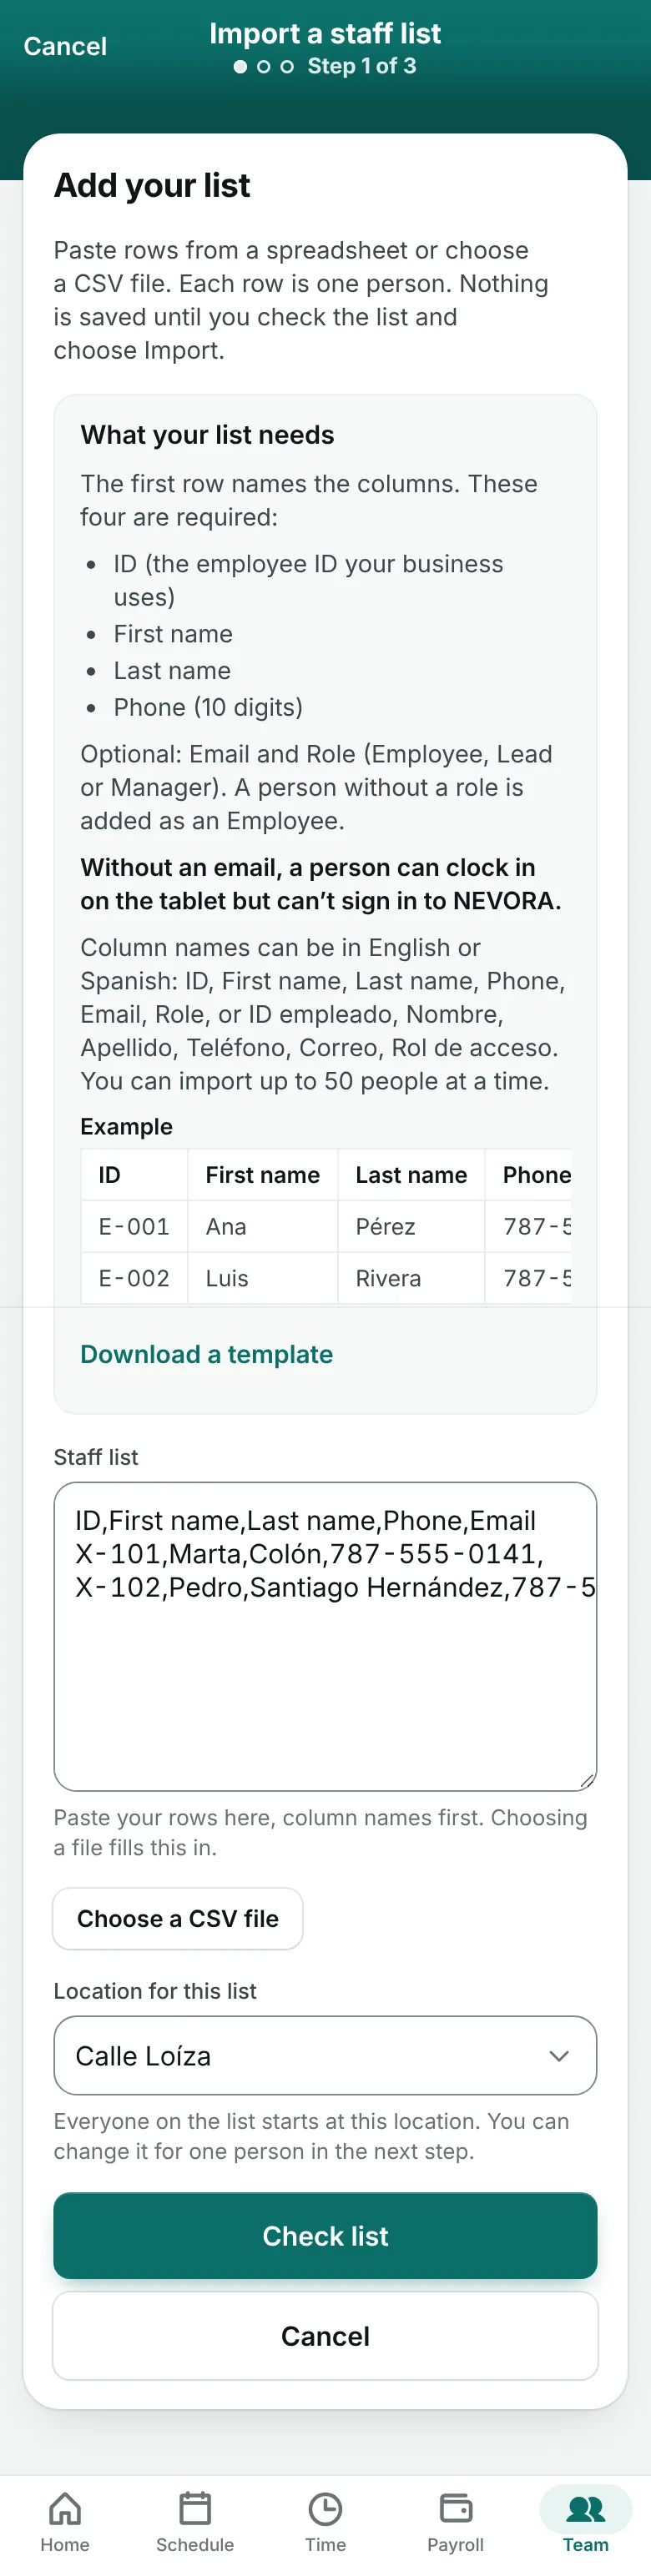 Cancel
Import a staff list
Step 1 of 3
Add your list
Paste rows from a spreadsheet or choose
a CSV file. Each row is one person. Nothing
is saved until you check the list and
choose Import.
What your list needs
The first row names the columns. These
four are required:
• ID (the employee ID your business
uses)
• First name
• Last name
• Phone (10 digits)
Optional: Email and Role (Employee, Lead
or Manager). A person without a role is
added as an Employee.
Without an email, a person can clock in
on the tablet but can’t sign in to NEVORA.
Column names can be in English or
Spanish: ID, First name, Last name, Phone,
Email, Role, or ID empleado, Nombre,
Apellido, Teléfono, Correo, Rol de acceso.
You can import up to 50 people at a time.
Example
ID First name Last name Phone
E-001 Ana Pérez 787-5
E-002 Luis Rivera 787-5
Download a template
Staff list
ID,First name,Last name,Phone,Email
X-101,Marta,Colón,787-555-0141,
X-102,Pedro,Santiago Hernández,787-5
Paste your rows here, column names first. Choosing
a file fills this in.
Choose a CSV file
Location for this list
Calle Loíza
Everyone on the list starts at this location. You can
change it for one person in the next step.
Check list
Cancel
Home Schedule Time Payroll Team